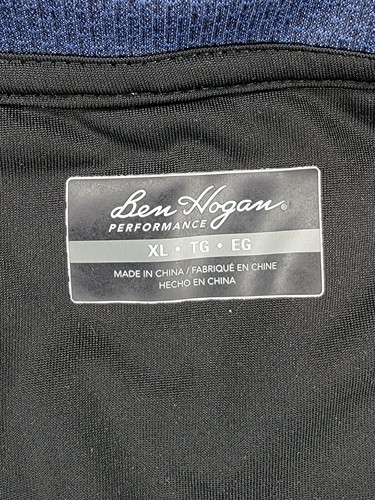 Ben Hogan®
PERFORMANCE
XL • TG • EG
MADE IN CHINA / FABRIQUÉ EN CHINE
HECHO EN CHINA